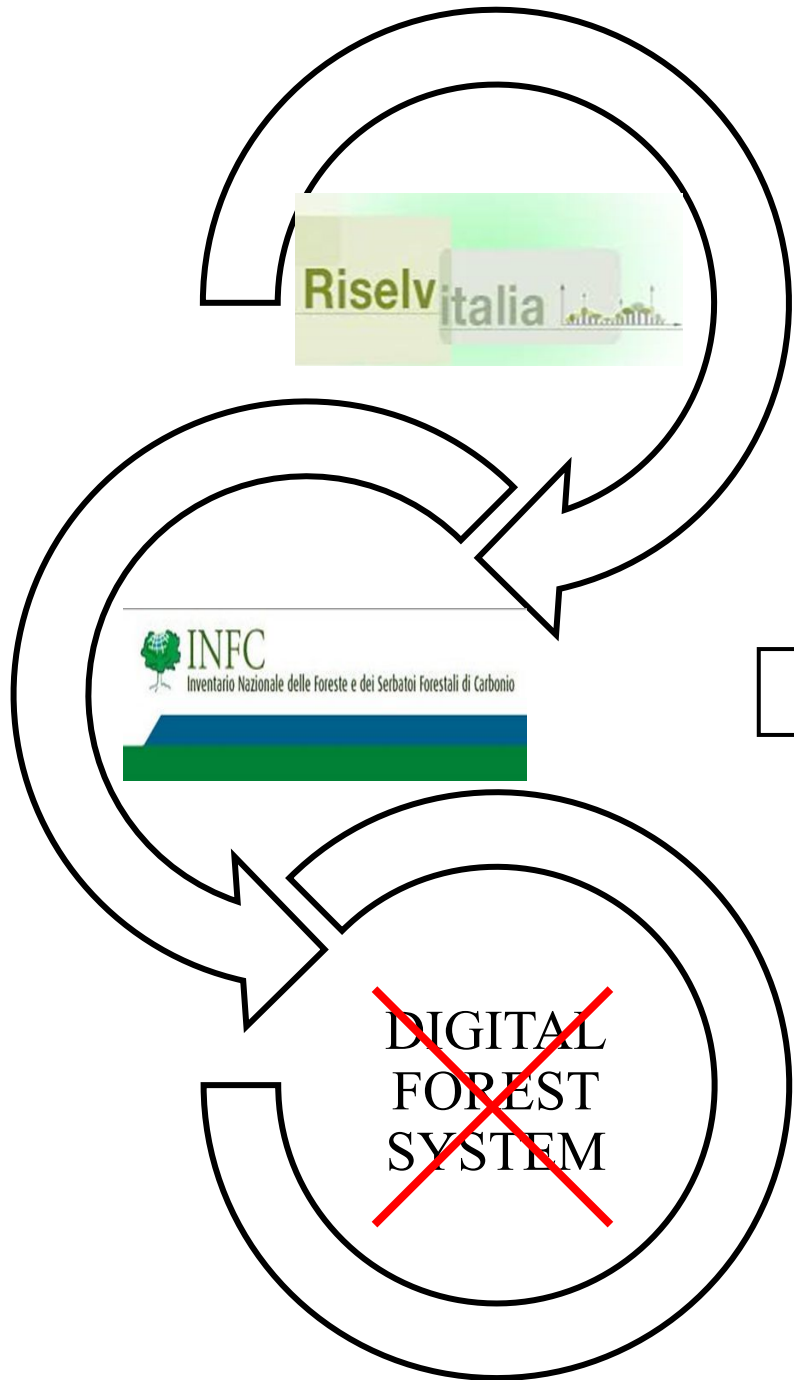 Riselvitalia
INFC
Inventario Nazionale delle Foreste e dei Serbatoi Forestali di Carbonio
DIGITAL
FOREST
SYSTEM